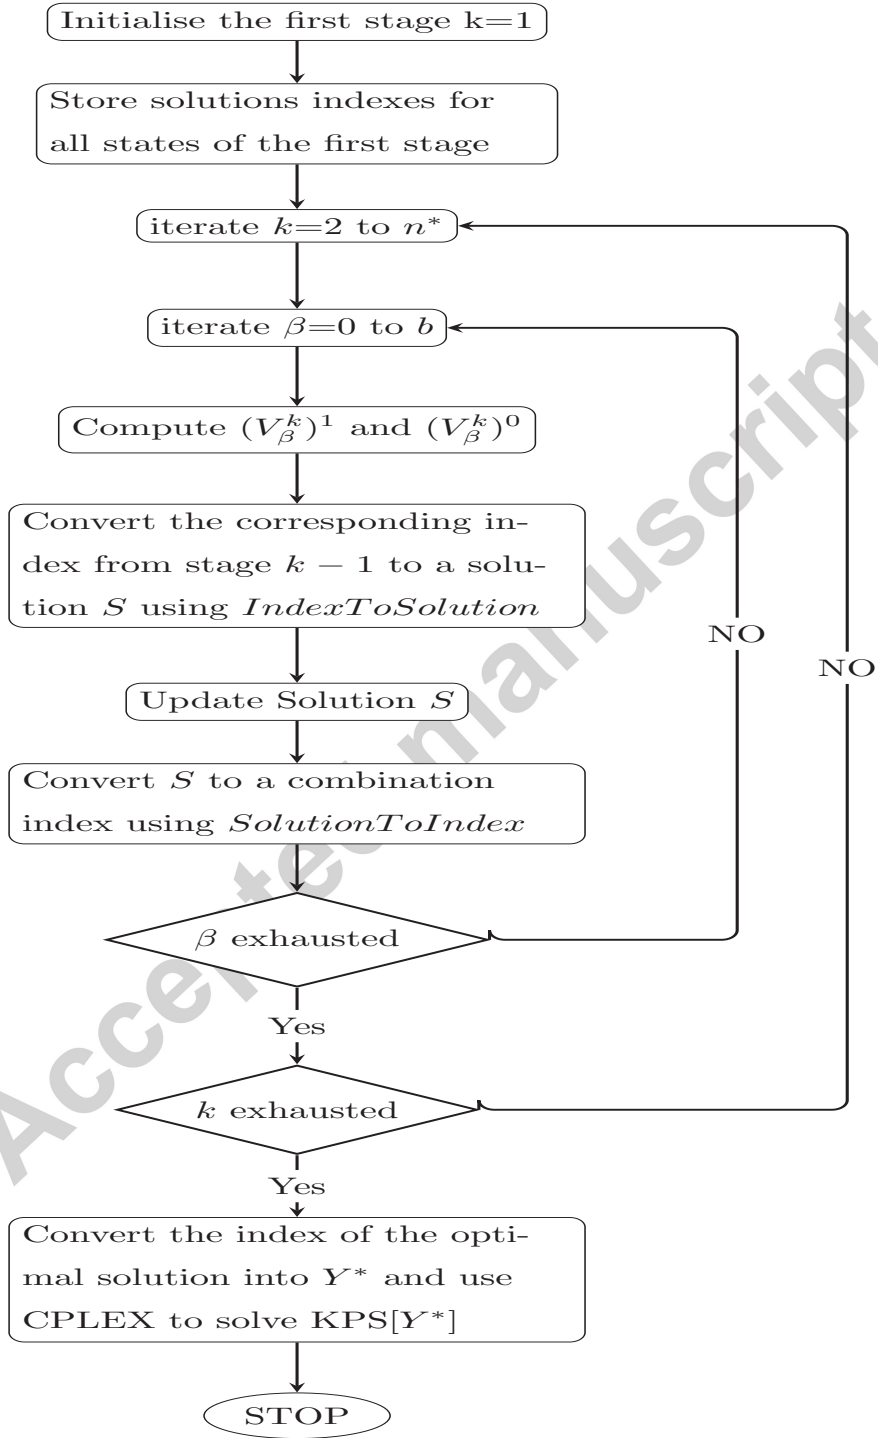 Initialise the first stage k=1
Store solutions indexes for
all states of the first stage
iterate k=2 to n*
iterate β=0 to b
Compute (V_β^k)^1 and (V_β^k)^0
Convert the corresponding in-
dex from stage k − 1 to a solu-
tion S using IndexToSolution
NO
NO
Update Solution S
Convert S to a combination
index using SolutionToIndex
β exhausted
Yes
k exhausted
Yes
Convert the index of the opti-
mal solution into Y* and use
CPLEX to solve KPS[Y*]
STOP
Accepted manuscript